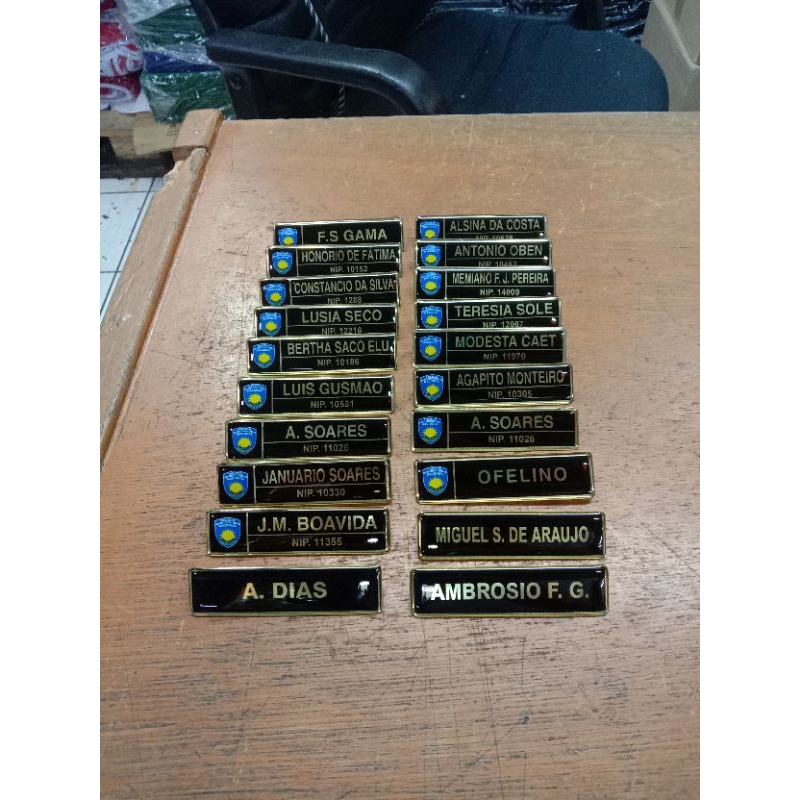 F.S GAMA
HONÓRIO DE FATIMA
NIP. 10152
CONSTANCIO DA SILVA
NIP. 1288
LUSIA SECO
NIP. 12216
BERTHA SACO ELU
NIP. 10186
LUIS GUSMAO
NIP. 10531
A. SOARES
NIP. 11026
JANUARIO SOARES
NIP. 10330
J.M. BOAVIDA
NIP. 11355
A. DIAS
ALSINA DA COSTA
ANTONIO OBEN
MEMIANO F. J. PEREIRA
NIP. 14009
TERESIA SOLE
NIP. 12067
MODESTA CAET
NIP. 11970
AGAPITO MONTEIRO
NIP. 10305
A. SOARES
NIP. 11026
OFELINO
MIGUEL S. DE ARAUJO
AMBROSIO F. G.